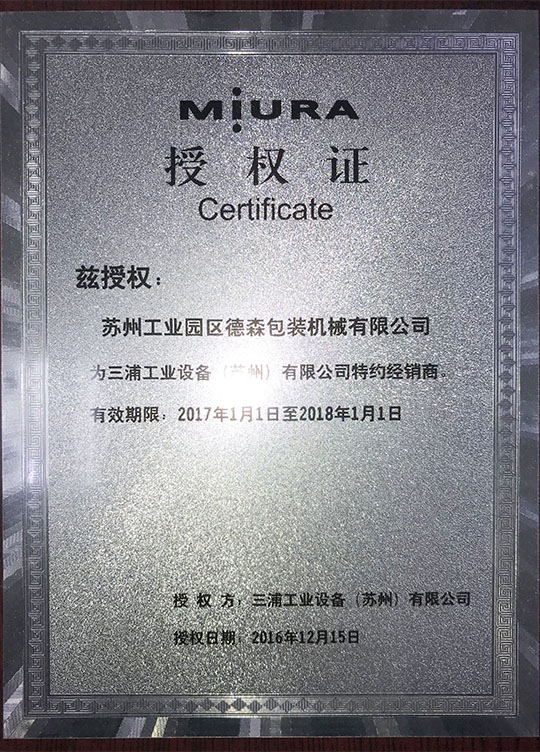 MiURA
授权证
Certificate
兹授权：
苏州工业园区德森包装机械有限公司
为三浦工业设备（苏州）有限公司特约经销商。
有效期限：2017年1月1日至2018年1月1日
授 权 方：三浦工业设备（苏州）有限公司
授权日期：2016年12月15日